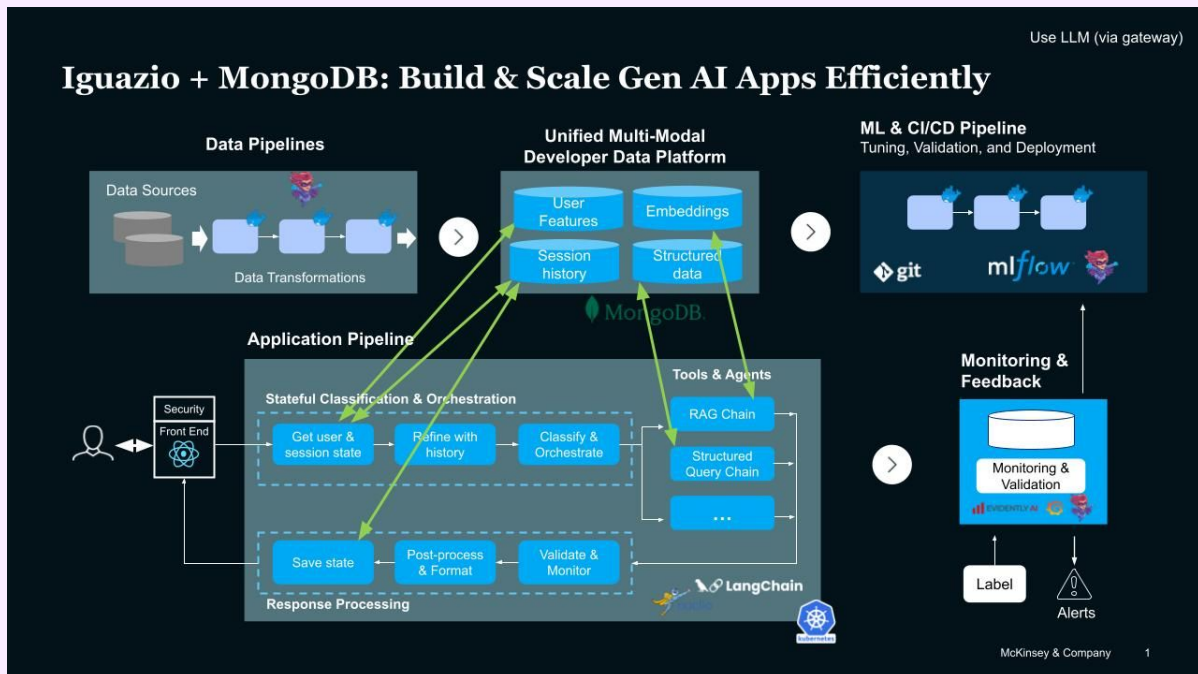 Use LLM (via gateway)
Iguazio + MongoDB: Build & Scale Gen AI Apps Efficiently
Data Pipelines
Data Sources
Data Transformations
Unified Multi-Modal
Developer Data Platform
User
Features
Embeddings
Session
history
Structured
data
MongoDB.
ML & CI/CD Pipeline
Tuning, Validation, and Deployment
git
mlflow
Application Pipeline
Security
Front End
Stateful Classification & Orchestration
Get user &
session state
Refine with
history
Classify &
Orchestrate
Tools & Agents
RAG Chain
Structured
Query Chain
...
Save state
Post-process
& Format
Validate &
Monitor
Response Processing
LangChain
kubernetes
Monitoring &
Feedback
Monitoring &
Validation
EVIDENTLY AI
Label
Alerts
McKinsey & Company
1